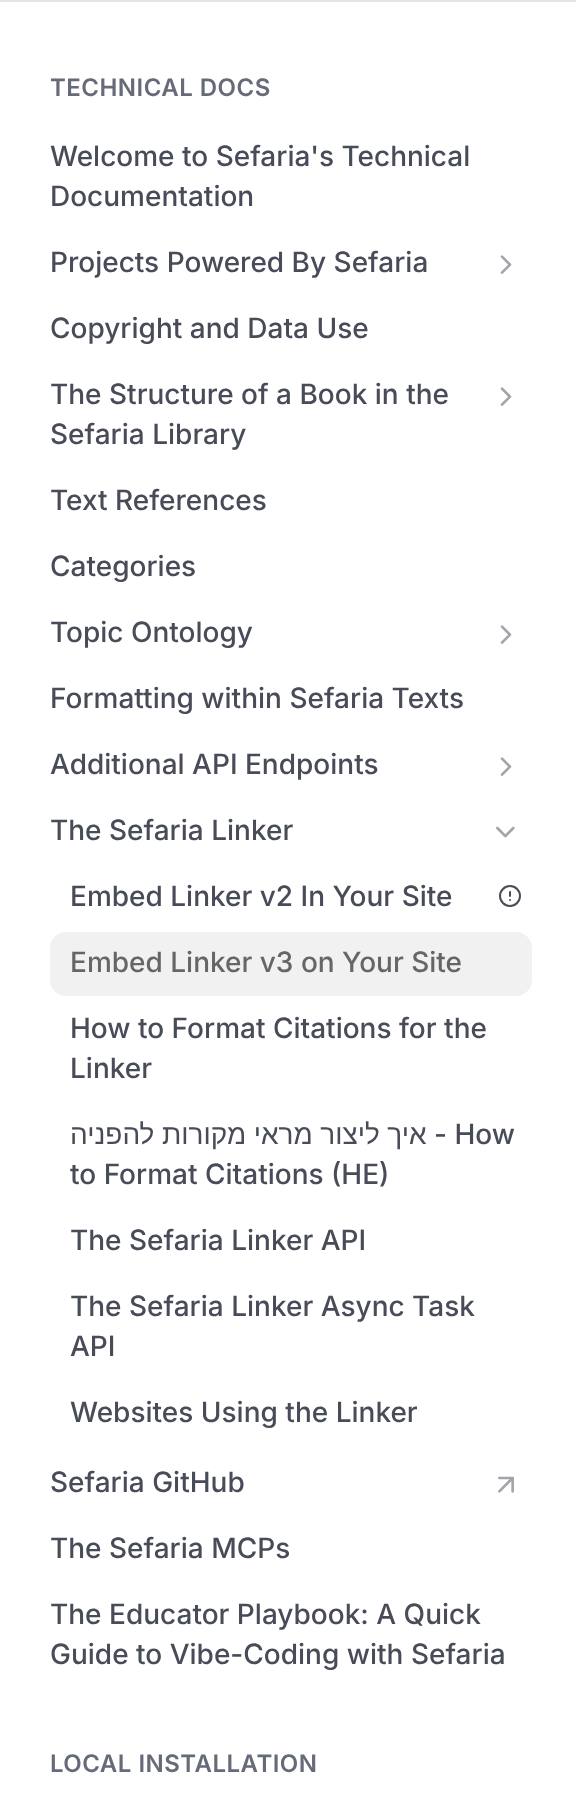 TECHNICAL DOCS
Welcome to Sefaria's Technical
Documentation
Projects Powered By Sefaria
Copyright and Data Use
The Structure of a Book in the
Sefaria Library
Text References
Categories
Topic Ontology
Formatting within Sefaria Texts
Additional API Endpoints
The Sefaria Linker
Embed Linker v2 In Your Site
Embed Linker v3 on Your Site
How to Format Citations for the
Linker
איך ליצור מראי מקורות להפניה - How
to Format Citations (HE)
The Sefaria Linker API
The Sefaria Linker Async Task
API
Websites Using the Linker
Sefaria GitHub
The Sefaria MCPs
The Educator Playbook: A Quick
Guide to Vibe-Coding with Sefaria
LOCAL INSTALLATION